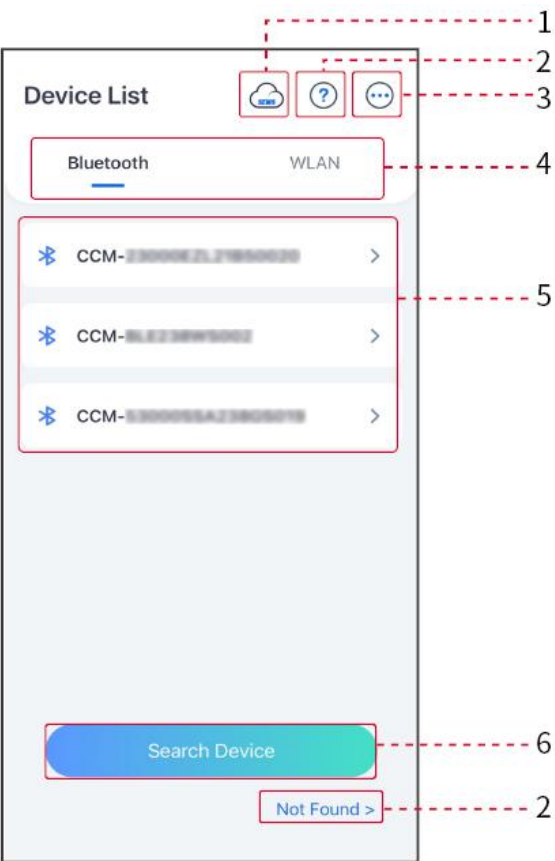 1
2
Device List
3
Bluetooth WLAN
4
CCM-
5
CCM-
CCM-
Search Device
6
Not Found >
2